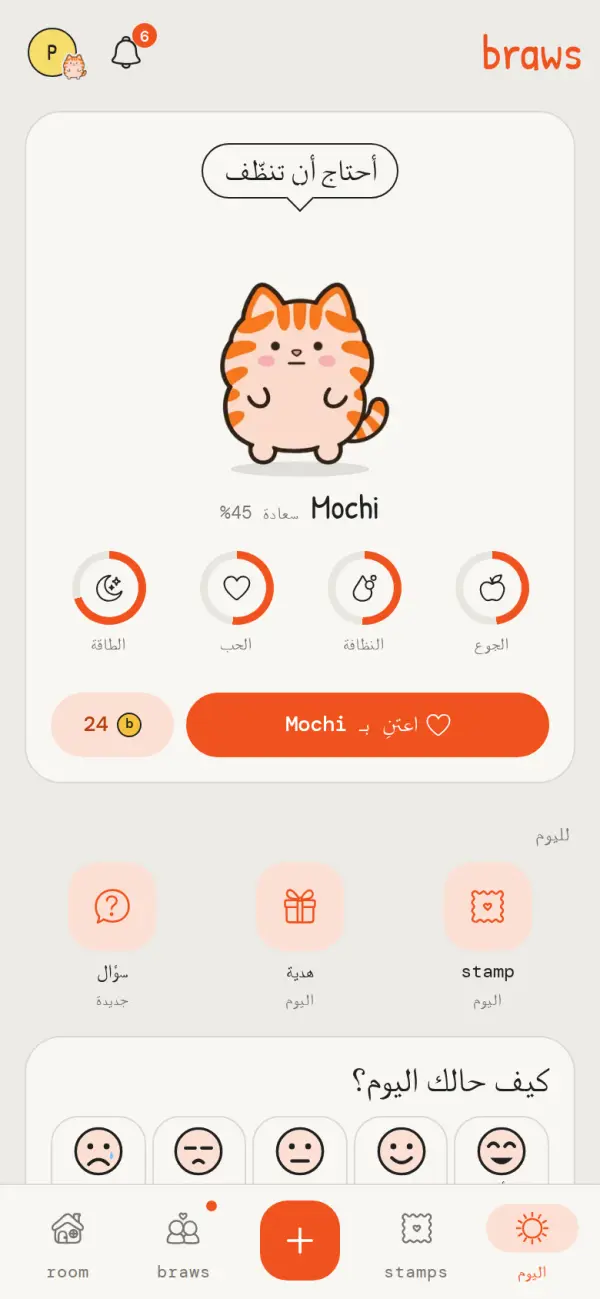 braws
6
P
أحتاج أن تنظّف
Mochi سعادة 45%
الجوع
النظافة
الحب
الطاقة
اعتنِ بـ Mochi
b 24
لليوم
stamp
اليوم
هدية
اليوم
سؤال
جديدة
كيف حالك اليوم؟
اليوم
stamps
+
braws
room